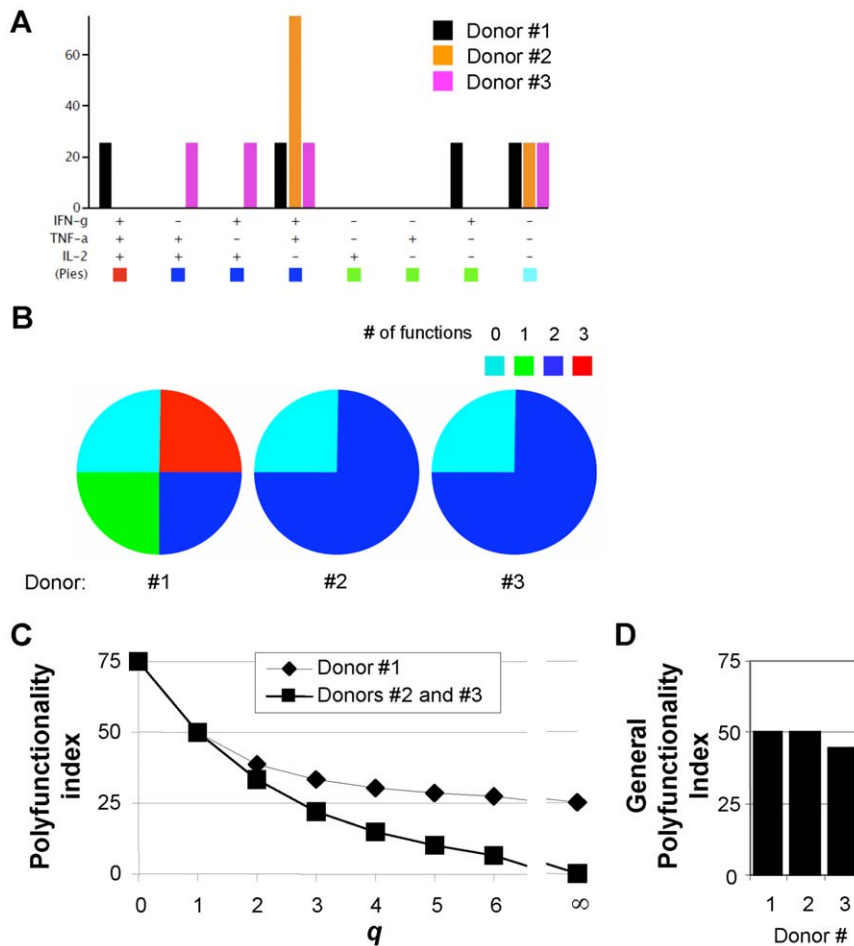 A
Donor #1
Donor #2
Donor #3
60
40
20
0
IFN-g + – + + – – + –
TNF-a + + – + – + – –
IL-2 + + + – + – – –
(Pies)
B
# of functions 0 1 2 3
Donor: #1 #2 #3
C
Polyfunctionality
index
75
50
25
0
Donor #1
Donors #2 and #3
0 1 2 3 4 5 6 ∞
q
D
General
Polyfunctionality
Index
75
50
25
0
1 2 3
Donor #